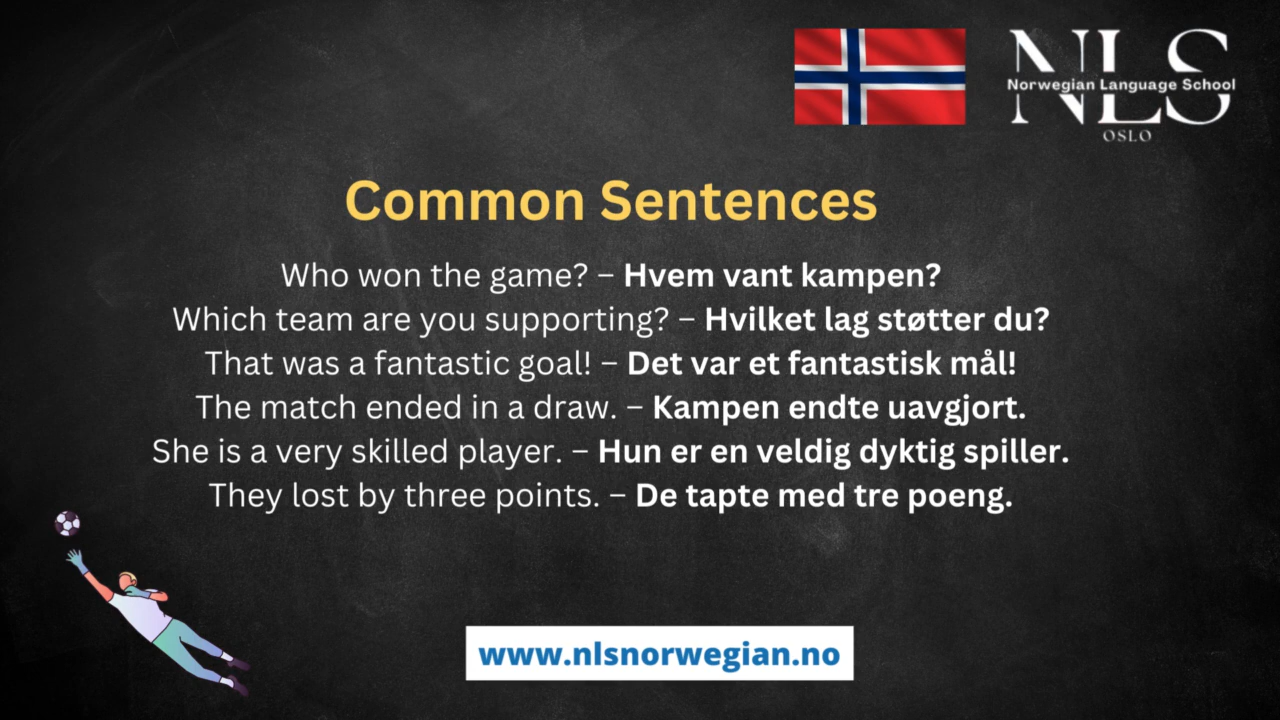 NLS
Norwegian Language School
OSLO
Common Sentences
Who won the game? – Hvem vant kampen?
Which team are you supporting? – Hvilket lag støtter du?
That was a fantastic goal! – Det var et fantastisk mål!
The match ended in a draw. – Kampen endte uavgjort.
She is a very skilled player. – Hun er en veldig dyktig spiller.
They lost by three points. – De tapte med tre poeng.
www.nlsnorwegian.no